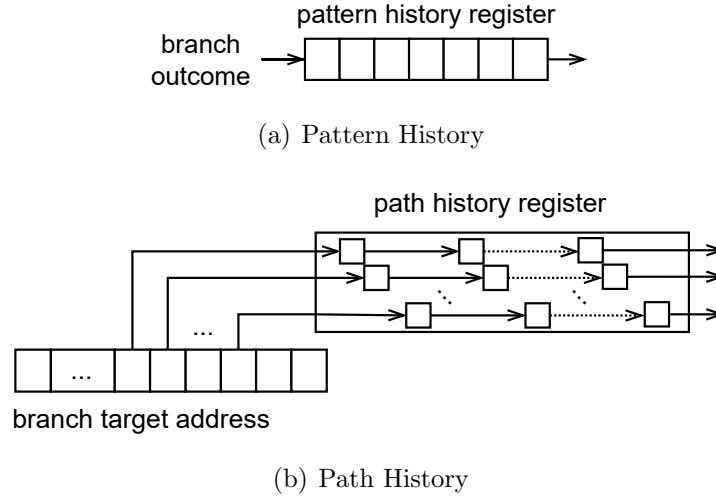 pattern history register
branch
outcome
(a) Pattern History
path history register
...
...
branch target address
(b) Path History